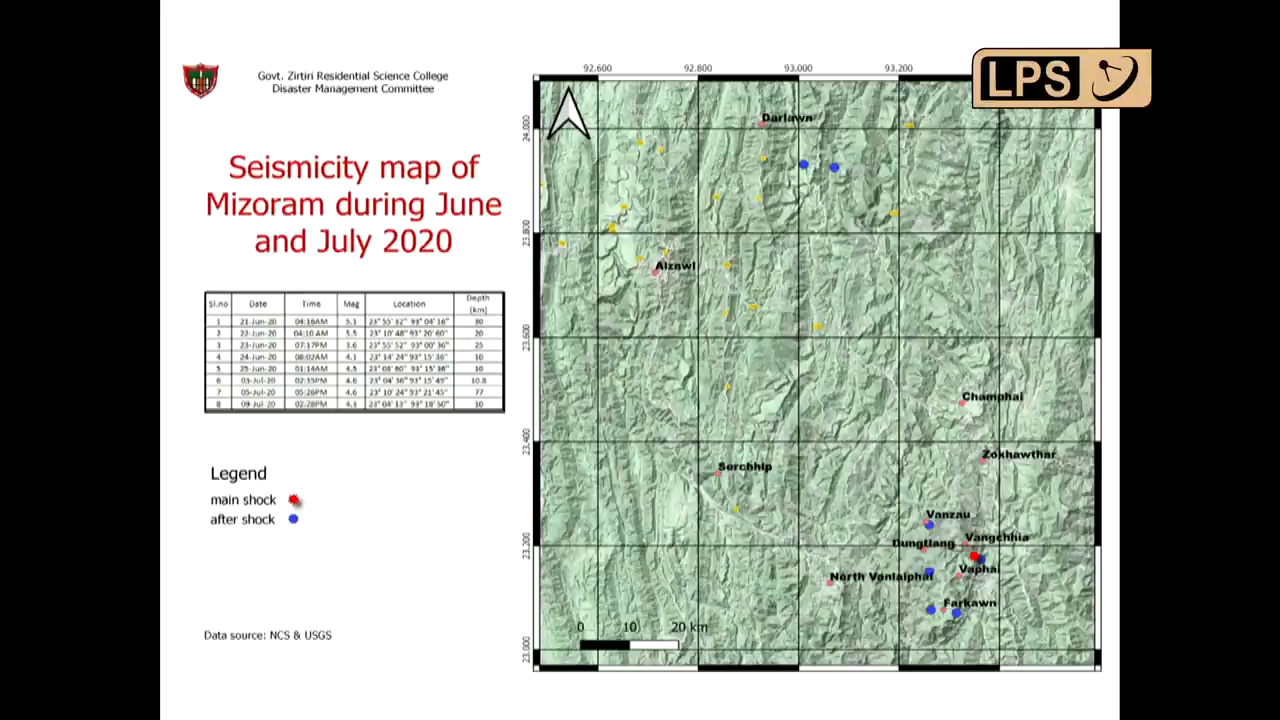 Govt. Zirtiri Residential Science College
Disaster Management Committee
LPS
Seismicity map of
Mizoram during June
and July 2020
Sl.no Date Time Mag Location Depth (km)
1 21-Jun-20 04:16AM 5.1 23° 55' 32" 93° 04' 16" 30
2 22-Jun-20 04:10 AM 5.5 23° 10' 48" 93° 20' 60" 20
3 23-Jun-20 07:17PM 3.6 23° 55' 52" 93° 00' 36" 25
4 24-Jun-20 08:02AM 4.1 23° 14' 24" 93° 15' 36" 10
5 25-Jun-20 01:14AM 4.5 93° 15' 36" 10
6 03-Jul-20 02:35PM 4.6 23° 04' 36" 93° 15' 49" 10.8
7 05-Jul-20 05:26PM 4.6 23° 10' 24" 93° 21' 45" 77
8 09-Jul-20 02:28PM 4.3 23° 04' 13" 93° 18' 50" 10
Legend
main shock
after shock
Data source: NCS & USGS
92.600 92.800 93.000 93.200
24.000
23.800
23.600
23.400
23.200
23.000
Darlawn
Aizawl
Champhai
Zokhawthar
Serchhip
Vanzau
Vangchhia
Dungtlang
Vaphai
North Vanlaiphai
Farkawn
0 10 20 km